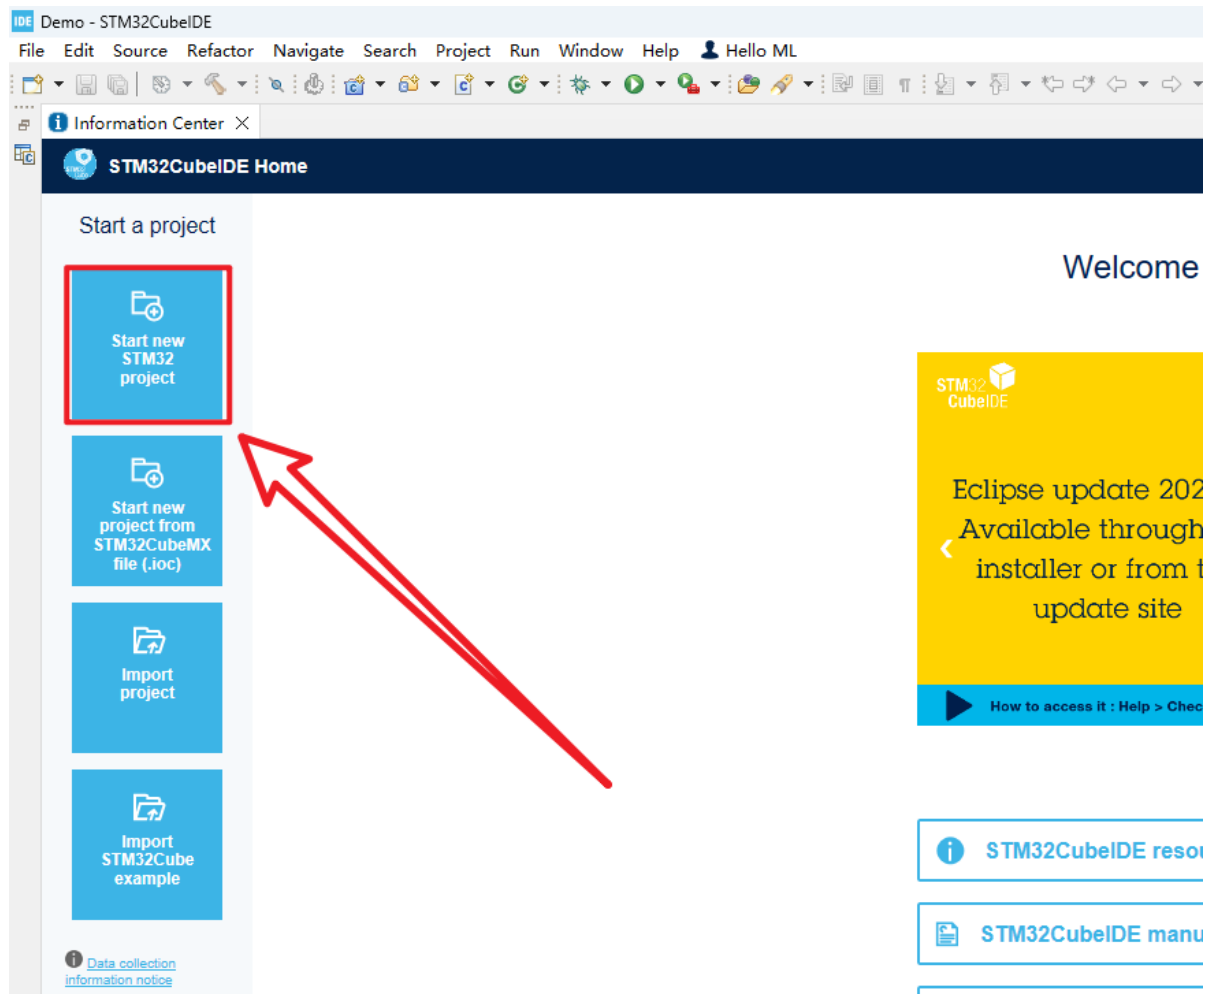 IDE Demo - STM32CubeIDE
File Edit Source Refactor Navigate Search Project Run Window Help Hello ML
Information Center
STM32CubeIDE Home
Start a project
Start new
STM32
project
Start new
project from
STM32CubeMX
file (.ioc)
Import
project
Import
STM32Cube
example
Data collection
information notice
Welcome
STM32
CubeIDE
Eclipse update 202
Available through
installer or from t
update site
How to access it : Help > Chec
STM32CubeIDE resou
STM32CubeIDE manu